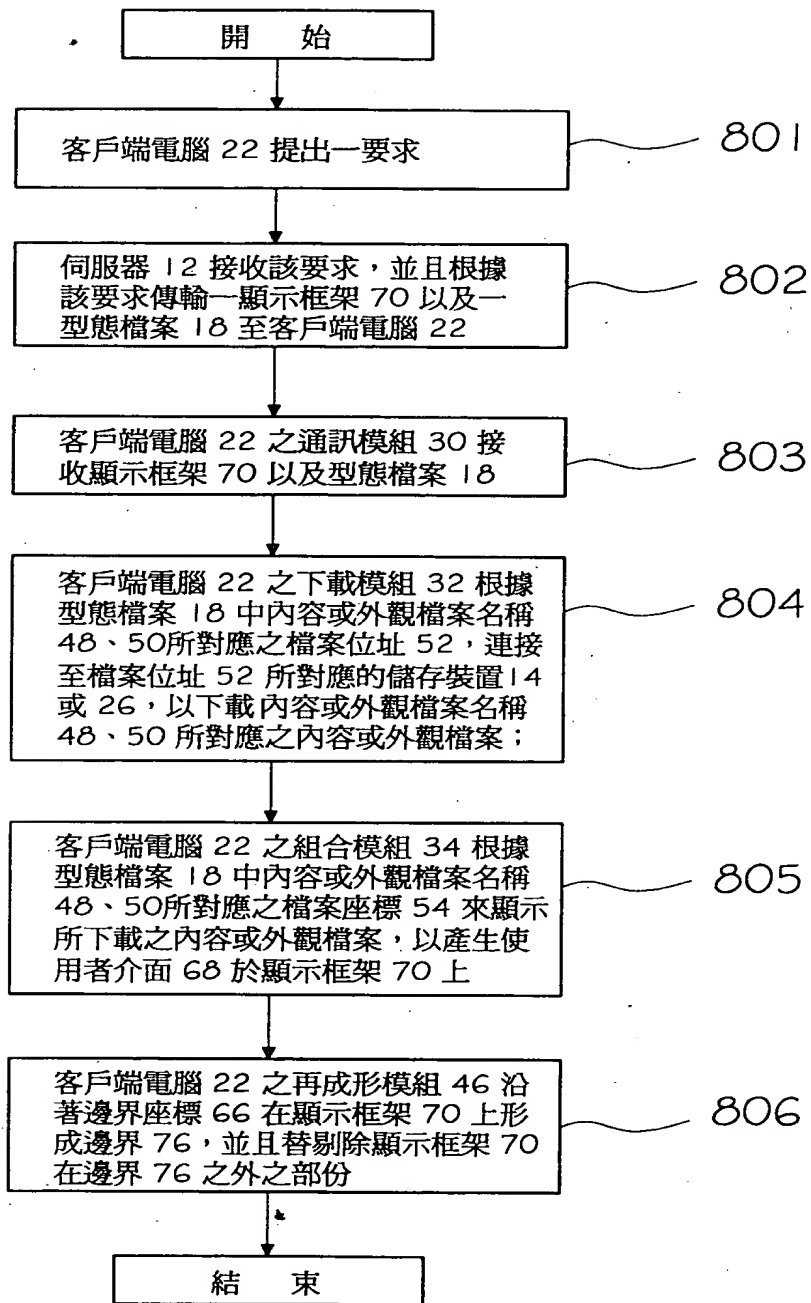 開 始
客戶端電腦 22 提出一要求
801
伺服器 12 接收該要求,並且根據
該要求傳輸一顯示框架 70 以及一
型態檔案 18 至客戶端電腦 22
802
客戶端電腦 22 之通訊模組 30 接
收顯示框架 70 以及型態檔案 18
803
客戶端電腦 22 之下載模組 32 根據
型態檔案 18 中內容或外觀檔案名稱
48、50所對應之檔案位址 52,連接
至檔案位址 52 所對應的儲存裝置14
或 26,以下載內容或外觀檔案名稱
48、50 所對應之內容或外觀檔案;
804
客戶端電腦 22 之組合模組 34 根據
型態檔案 18 中內容或外觀檔案名稱
48、50所對應之檔案座標 54 來顯示
所下載之內容或外觀檔案,以產生使
用者介面 68 於顯示框架 70 上
805
客戶端電腦 22 之再成形模組 46 沿
著邊界座標 66 在顯示框架 70 上形
成邊界 76,並且替剔除顯示框架 70
在邊界 76 之外之部份
806
結 束